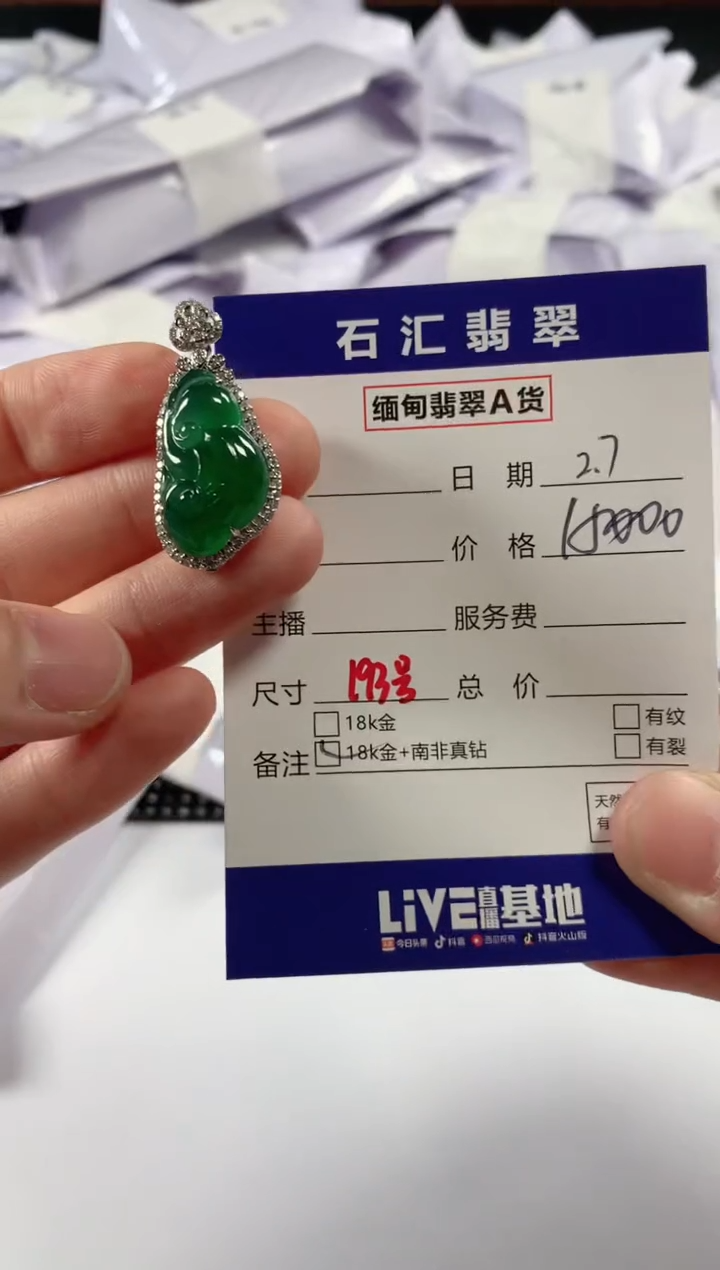 石汇翡翠
缅甸翡翠A货
日 期 2.7
价 格
主播 服务费
尺寸 193号 总 价
18k金 有纹
备注 18k金+南非真钻 有裂
天然
有
LiVE直播基地
今日头条 抖音 西瓜视频 抖音火山版